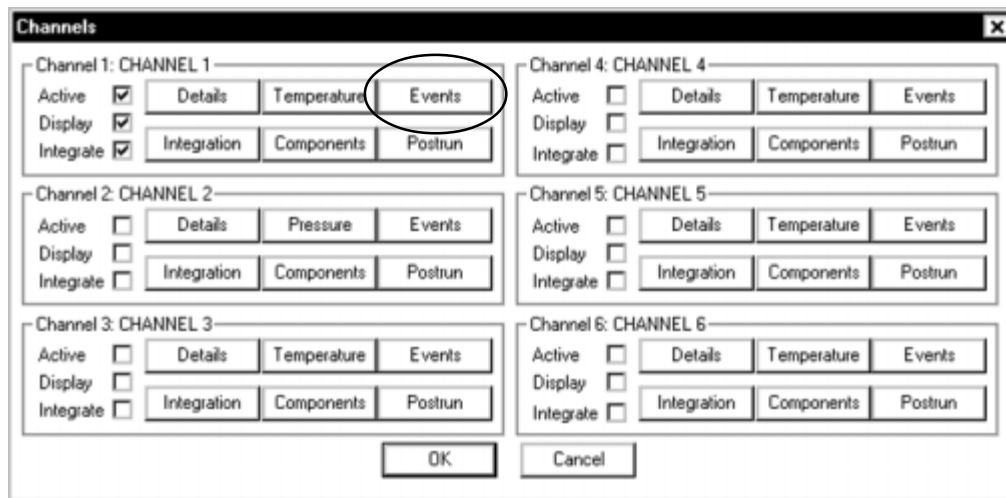 Channels
Channel 1: CHANNEL 1
Active Details Temperature Events
Display
Integrate Integration Components Postrun
Channel 2: CHANNEL 2
Active Details Pressure Events
Display
Integrate Integration Components Postrun
Channel 3: CHANNEL 3
Active Details Temperature Events
Display
Integrate Integration Components Postrun
Channel 4: CHANNEL 4
Active Details Temperature Events
Display
Integrate Integration Components Postrun
Channel 5: CHANNEL 5
Active Details Temperature Events
Display
Integrate Integration Components Postrun
Channel 6: CHANNEL 6
Active Details Temperature Events
Display
Integrate Integration Components Postrun
OK Cancel